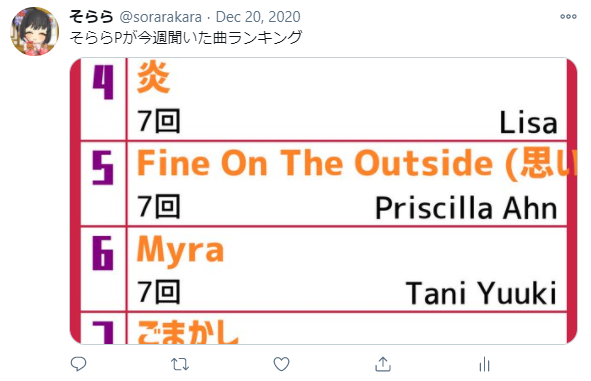 そらら @sorarakara · Dec 20, 2020
そららPが今週聞いた曲ランキング
4 炎
7回 Lisa
5 Fine On The Outside (思い
7回 Priscilla Ahn
6 Myra
7回 Tani Yuuki
7 ごまかし